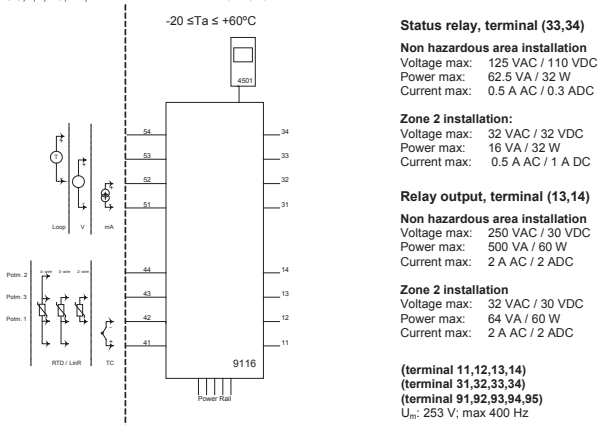 -20 ≤Ta ≤ +60ºC
4501
54
53
52
51
44
43
42
41
34
33
32
31
14
13
12
11
9116
Power Rail
T
Loop
V
mA
Potm. 2
Potm. 3
Potm. 1
4-wire 3-wire 2-wire
RTD / LinR
TC
Status relay, terminal (33,34)
Non hazardous area installation
Voltage max: 125 VAC / 110 VDC
Power max: 62.5 VA / 32 W
Current max: 0.5 A AC / 0.3 ADC
Zone 2 installation:
Voltage max: 32 VAC / 32 VDC
Power max: 16 VA / 32 W
Current max: 0.5 A AC / 1 A DC
Relay output, terminal (13,14)
Non hazardous area installation
Voltage max: 250 VAC / 30 VDC
Power max: 500 VA / 60 W
Current max: 2 A AC / 2 ADC
Zone 2 installation
Voltage max: 32 VAC / 30 VDC
Power max: 64 VA / 60 W
Current max: 2 A AC / 2 ADC
(terminal 11,12,13,14)
(terminal 31,32,33,34)
(terminal 91,92,93,94,95)
Um: 253 V; max 400 Hz